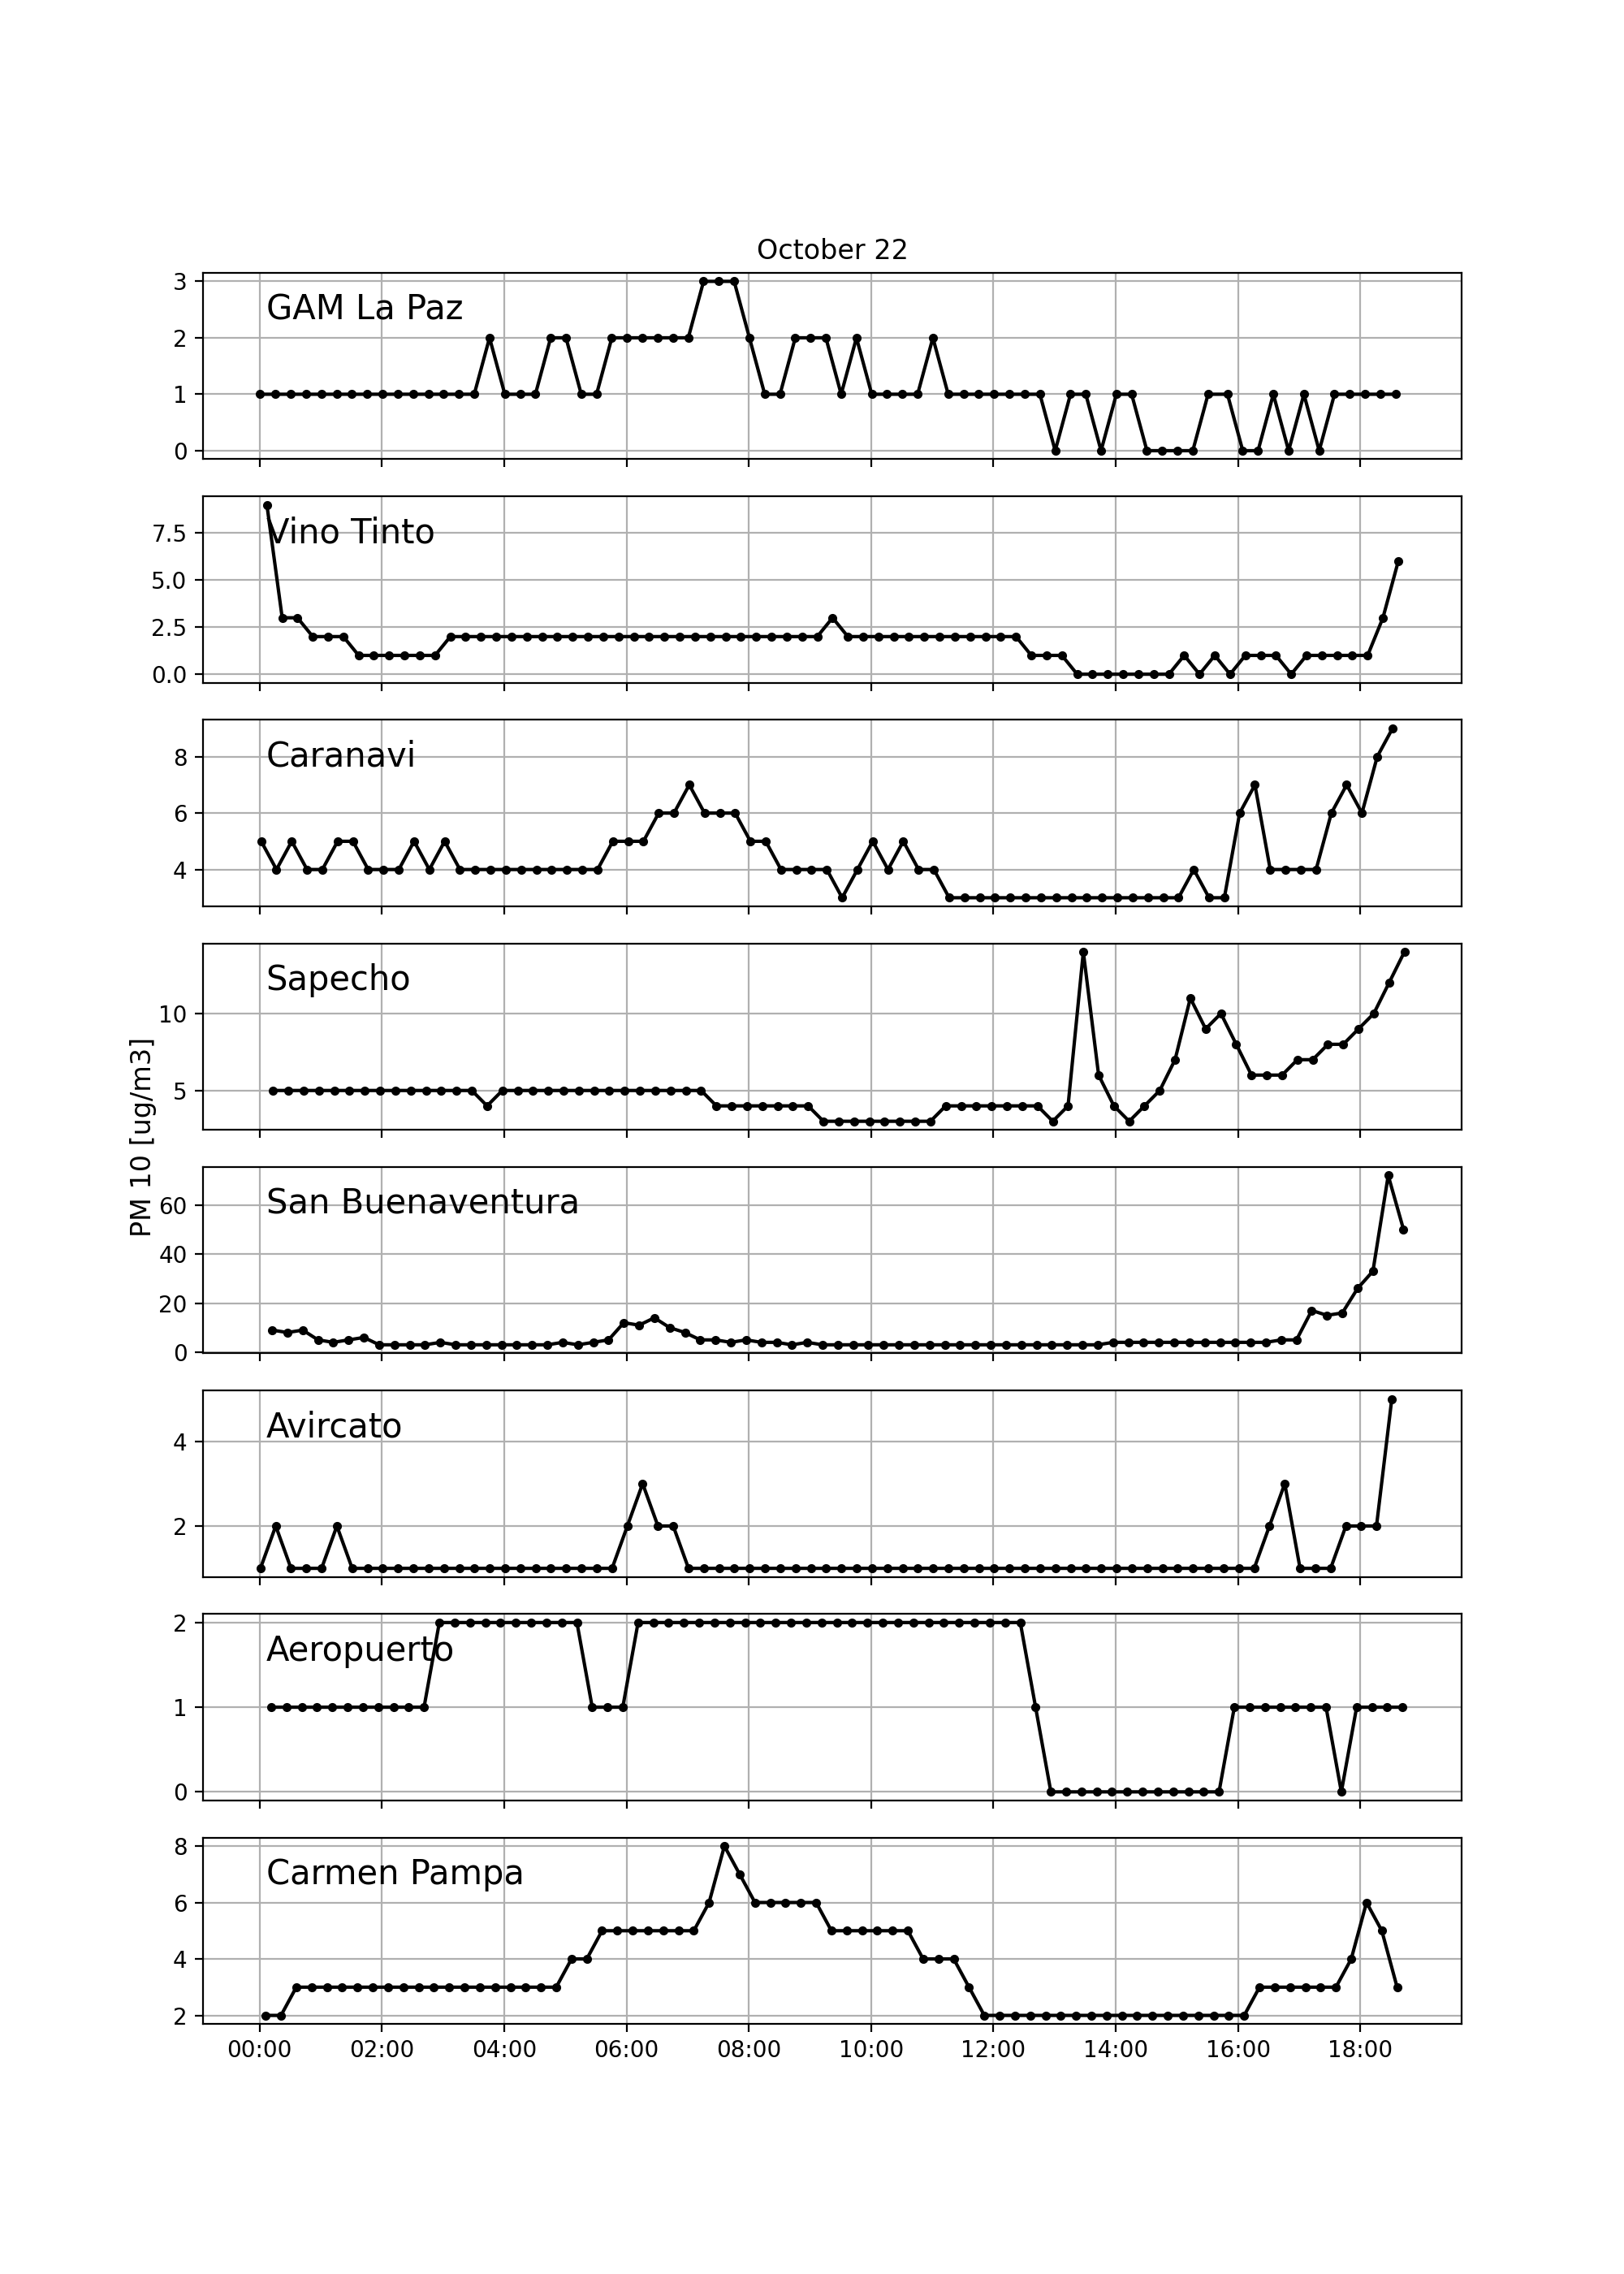 October 22
GAM La Paz
3
2
1
0
Vino Tinto
7.5
5.0
2.5
0.0
Caranavi
8
6
4
Sapecho
10
5
PM 10 [ug/m3]
San Buenaventura
60
40
20
0
Avircato
4
2
Aeropuerto
2
1
0
Carmen Pampa
8
6
4
2
00:00 02:00 04:00 06:00 08:00 10:00 12:00 14:00 16:00 18:00